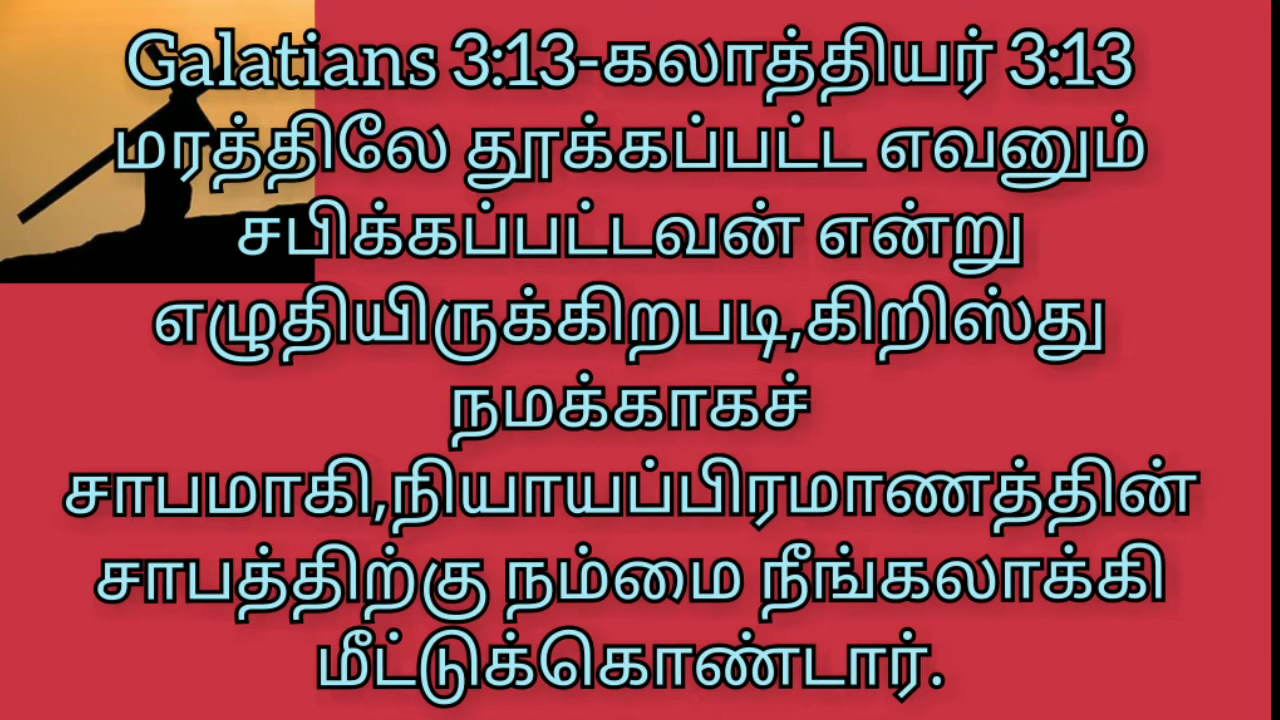 Galatians 3:13-கலாத்தியர் 3:13
மரத்திலே தூக்கப்பட்ட எவனும்
சபிக்கப்பட்டவன் என்று
எழுதியிருக்கிறபடி,கிறிஸ்து
நமக்காகச்
சாபமாகி,நியாயப்பிரமாணத்தின்
சாபத்திற்கு நம்மை நீங்கலாக்கி
மீட்டுக்கொண்டார்.